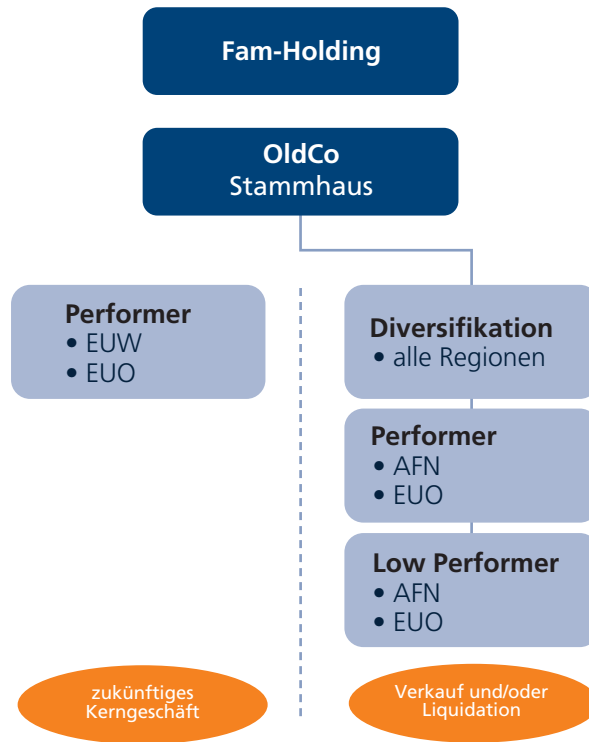 Fam-Holding
OldCo
Stammhaus
Performer
• EUW
• EUO
Diversifikation
• alle Regionen
Performer
• AFN
• EUO
Low Performer
• AFN
• EUO
zukünftiges
Kerngeschäft
Verkauf und/oder
Liquidation